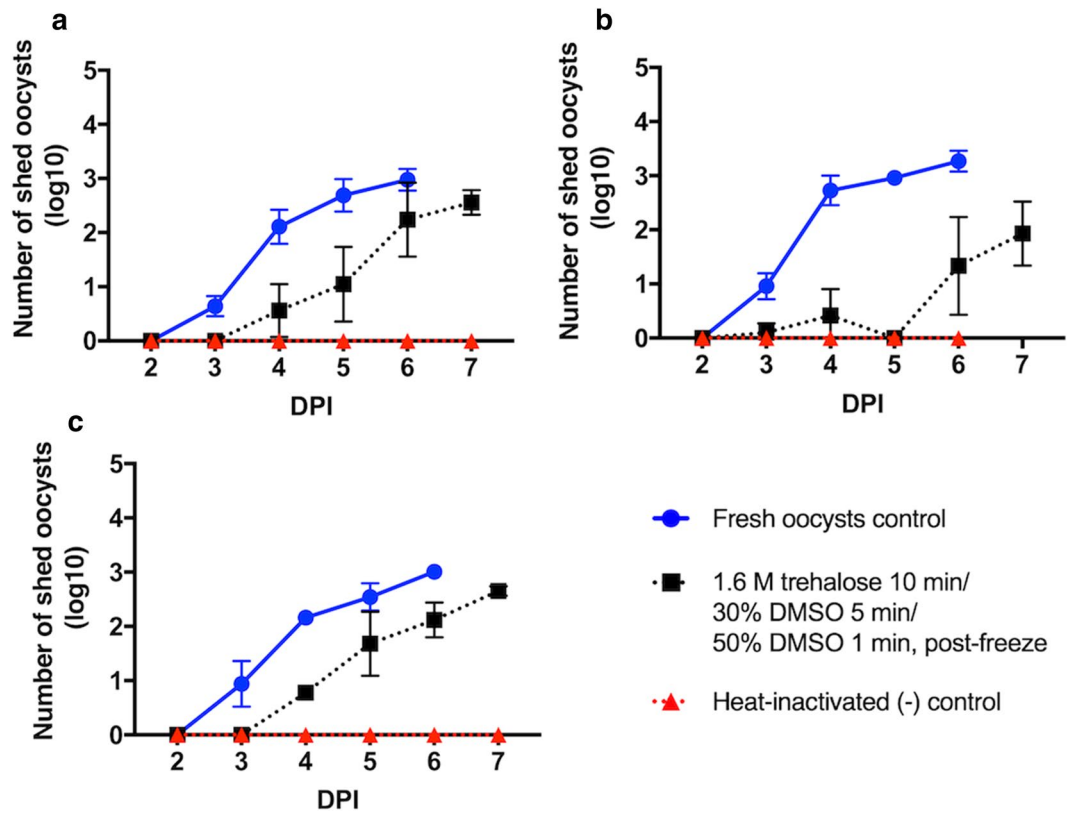 a
Number of shed oocysts
(log10)
5
4
3
2
1
0
2 3 4 5 6 7
DPI
b
Number of shed oocysts
(log10)
5
4
3
2
1
0
2 3 4 5 6 7
DPI
c
Number of shed oocysts
(log10)
5
4
3
2
1
0
2 3 4 5 6 7
DPI
Fresh oocysts control
1.6 M trehalose 10 min/
30% DMSO 5 min/
50% DMSO 1 min, post-freeze
Heat-inactivated (-) control